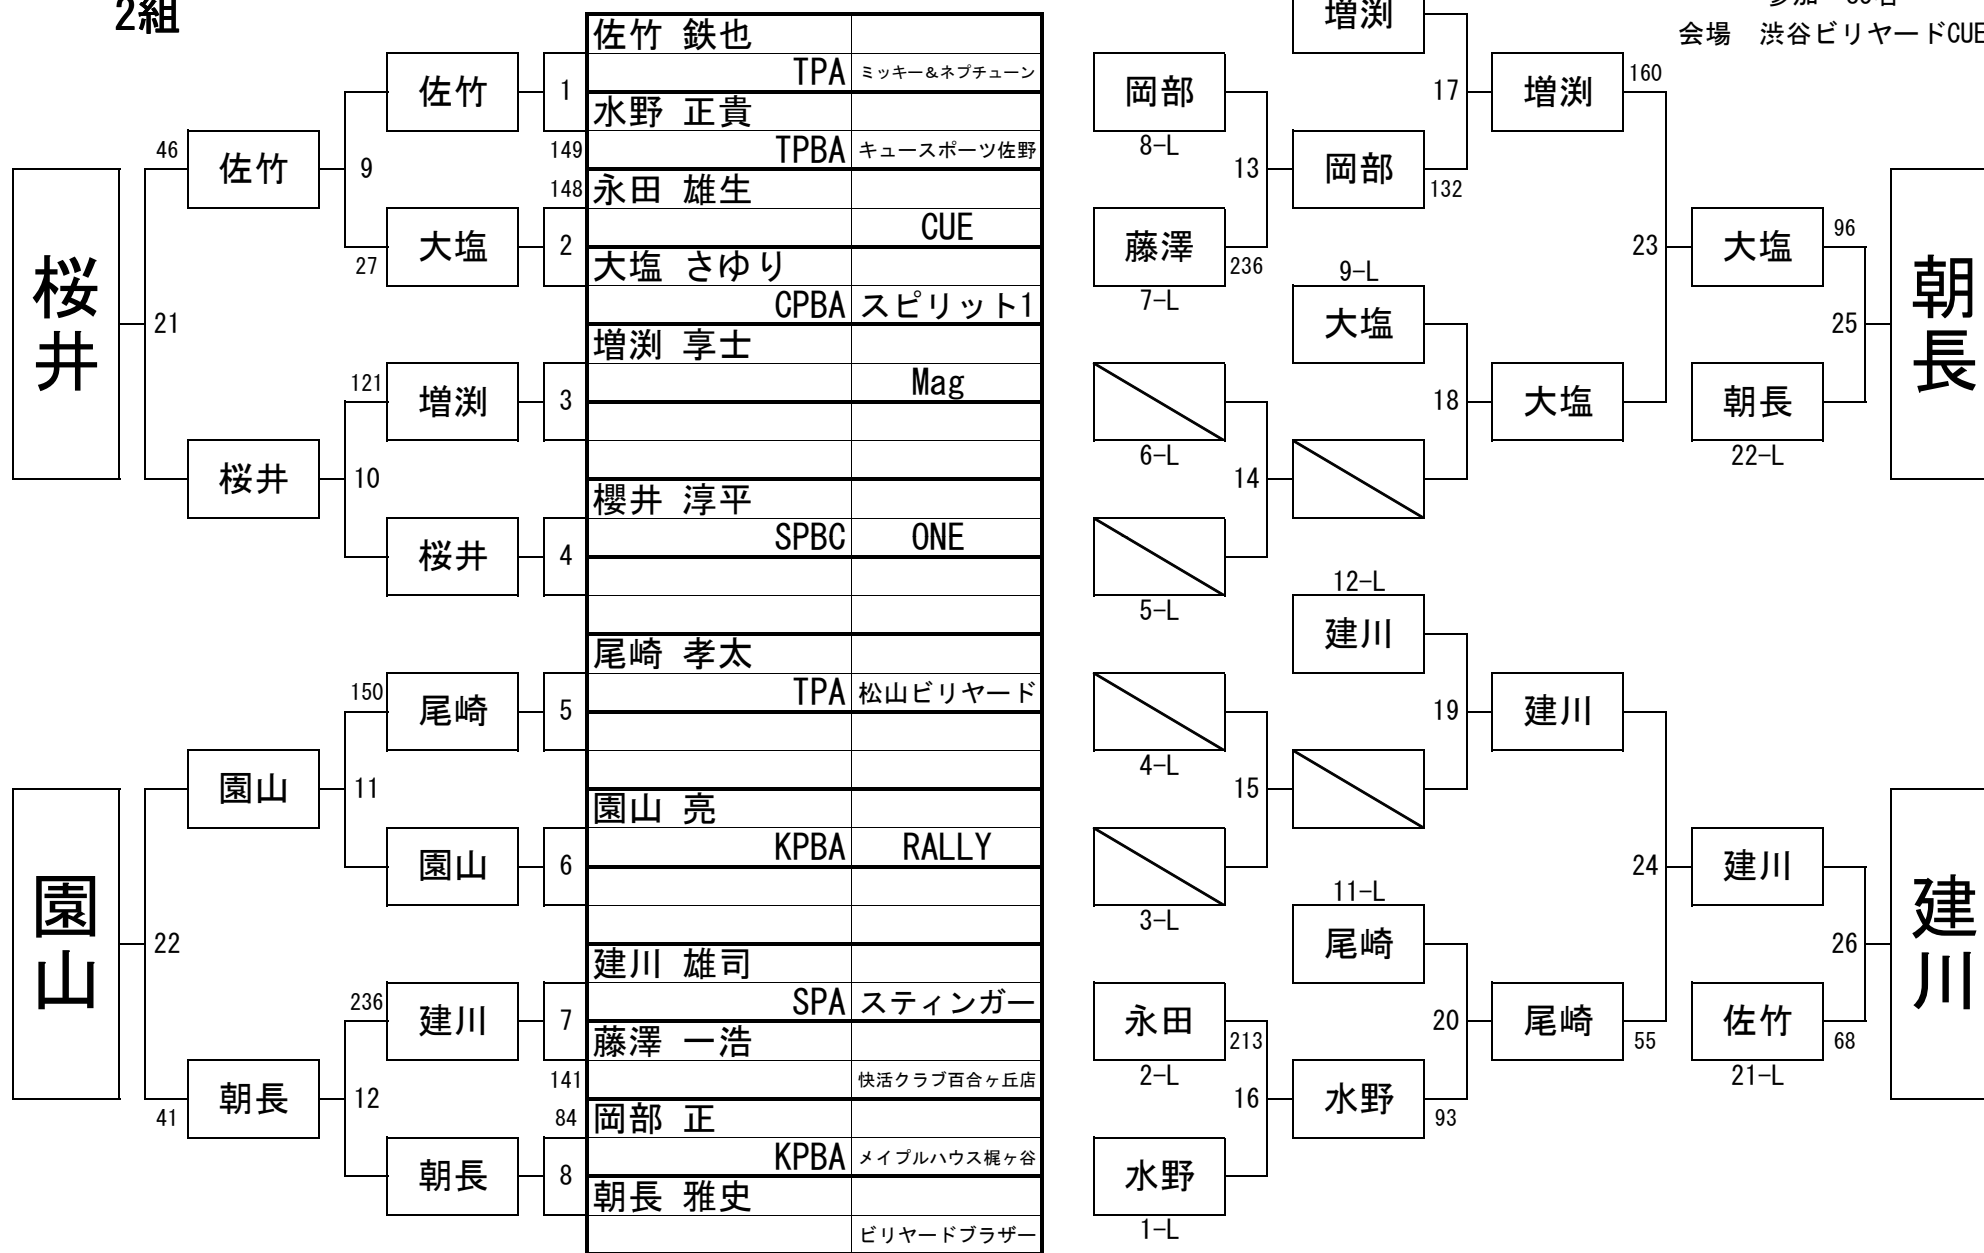 2組
会場　渋谷ビリヤードCUE
佐竹 鉄也
TPA ミッキー&ネプチューン
水野 正貴
TPBA キュースポーツ佐野
永田 雄生
CUE
大塩 さゆり
CPBA スピリット1
増渕 享士
Mag
櫻井 淳平
SPBC ONE
尾崎 孝太
TPA 松山ビリヤード
園山 亮
KPBA RALLY
建川 雄司
SPA スティンガー
藤澤 一浩
快活クラブ百合ヶ丘店
岡部 正
KPBA メイプルハウス梶ヶ谷
朝長 雅史
ビリヤードブラザー
1
149
148
2
3
4
5
6
7
141
84
8
佐竹
大塩
27
121
増渕
桜井
150
尾崎
園山
236
建川
朝長
9
10
11
12
46
佐竹
桜井
園山
朝長
41
21
22
桜井
園山
岡部
8-L
藤澤
236
7-L
6-L
5-L
4-L
3-L
永田
213
2-L
水野
1-L
13
14
15
16
増渕
岡部
132
9-L
大塩
12-L
建川
11-L
尾崎
水野
93
17
18
19
20
増渕
160
大塩
建川
尾崎
55
23
24
大塩
96
朝長
22-L
建川
佐竹
68
21-L
25
26
朝長
建川